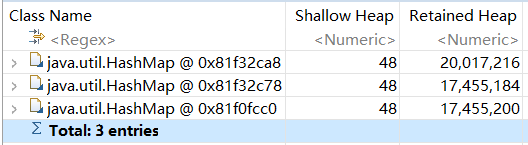 Class Name Shallow Heap Retained Heap
<Regex> <Numeric> <Numeric>
java.util.HashMap @ 0x81f32ca8 48 20,017,216
java.util.HashMap @ 0x81f32c78 48 17,455,184
java.util.HashMap @ 0x81f0fcc0 48 17,455,200
Σ Total: 3 entries